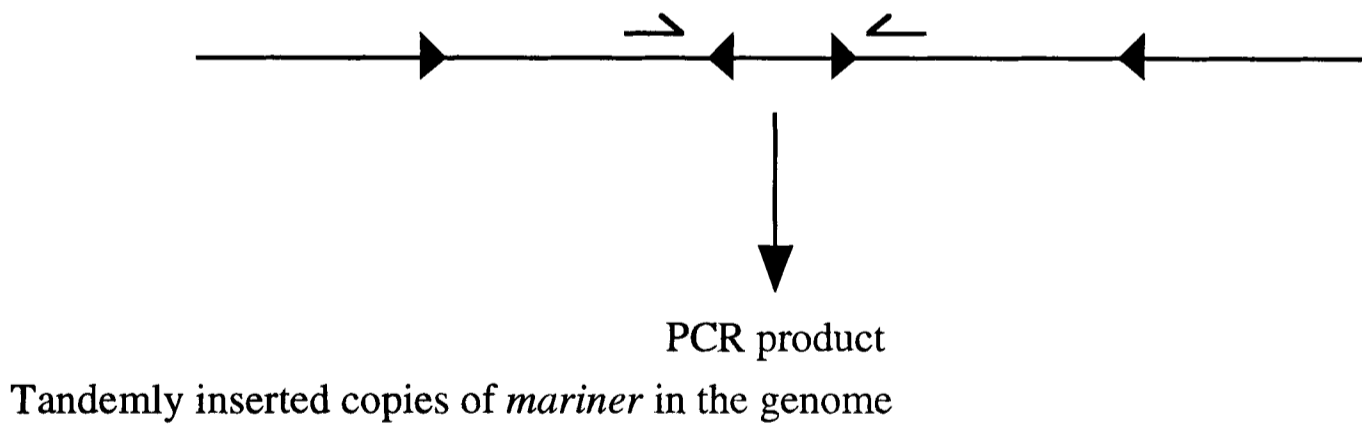 PCR product
Tandemly inserted copies of mariner in the genome